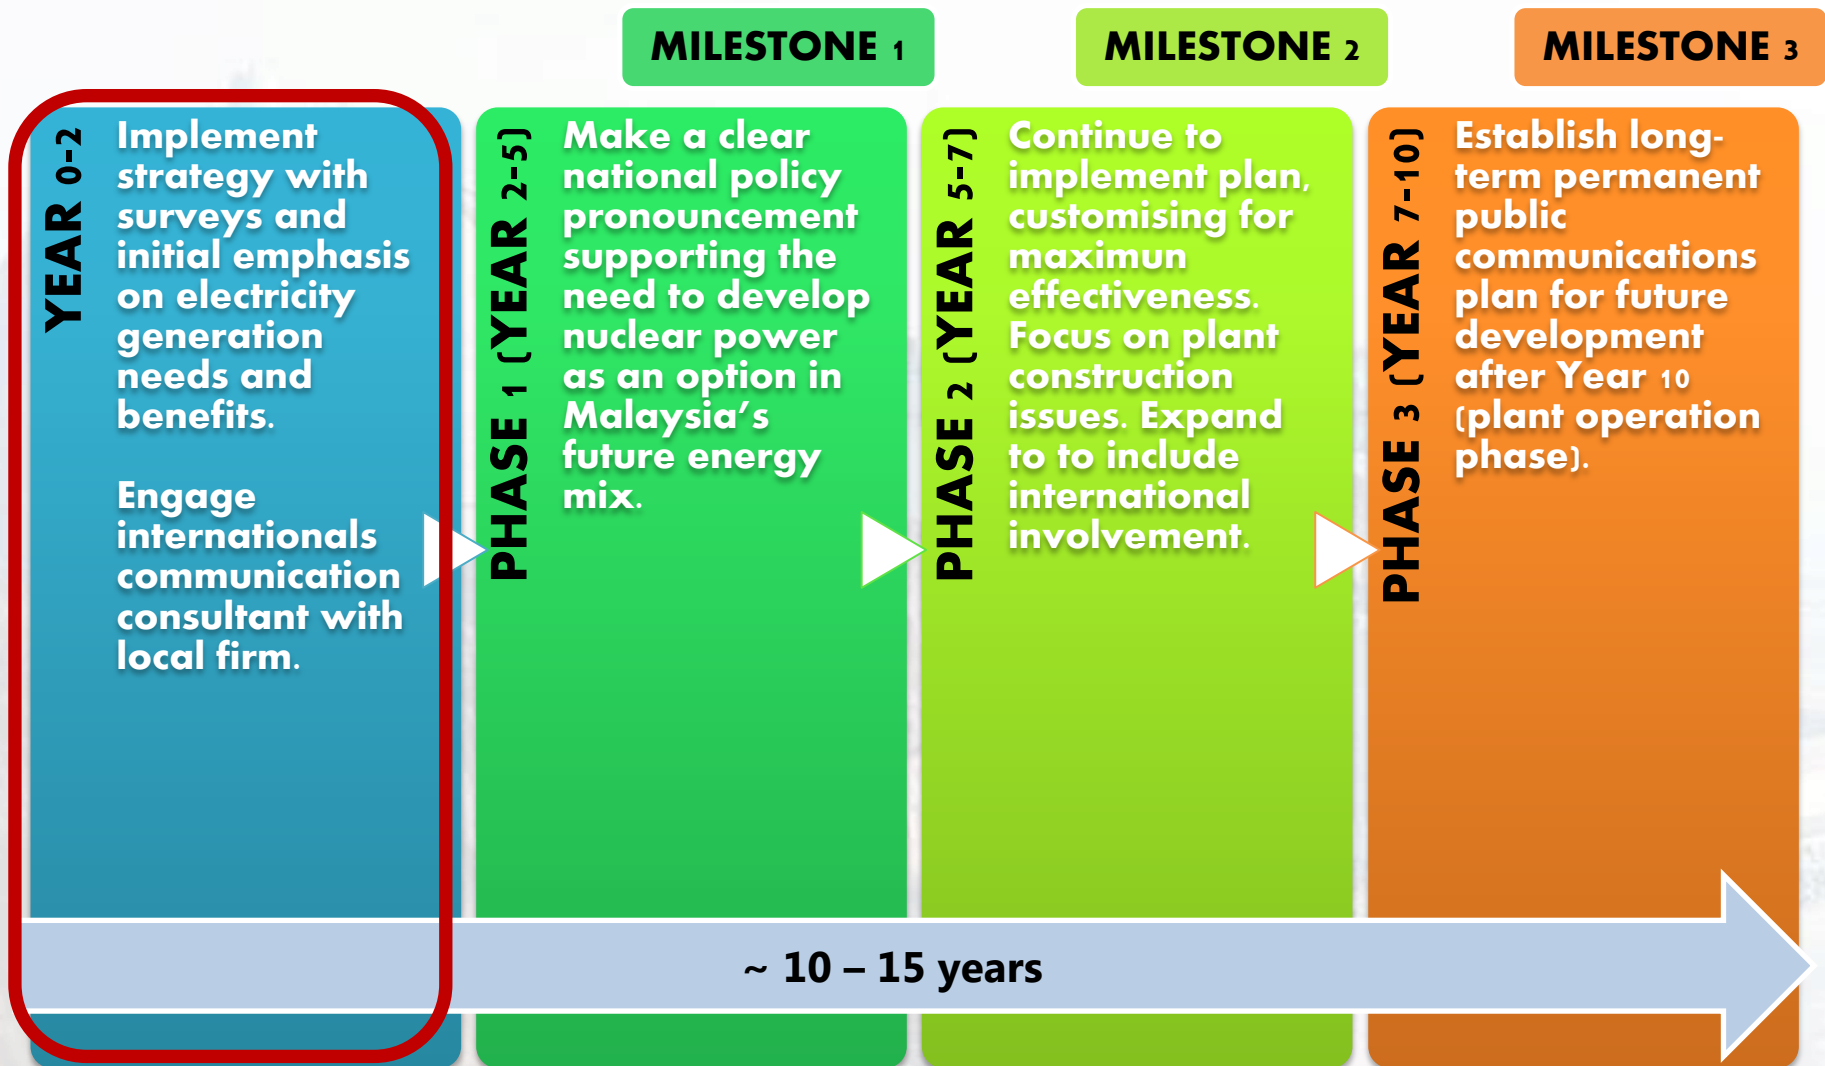 MILESTONE 1
MILESTONE 2
MILESTONE 3
YEAR 0-2
Implement
strategy with
surveys and
initial emphasis
on electricity
generation
needs and
benefits.
Engage
internationals
communication
consultant with
local firm.
PHASE 1 (YEAR 2-5)
Make a clear
national policy
pronouncement
supporting the
need to develop
nuclear power
as an option in
Malaysia’s
future energy
mix.
PHASE 2 (YEAR 5-7)
Continue to
implement plan,
customising for
maximun
effectiveness.
Focus on plant
construction
issues. Expand
to to include
international
involvement.
PHASE 3 (YEAR 7-10)
Establish long-
term permanent
public
communications
plan for future
development
after Year 10
(plant operation
phase).
~ 10 – 15 years